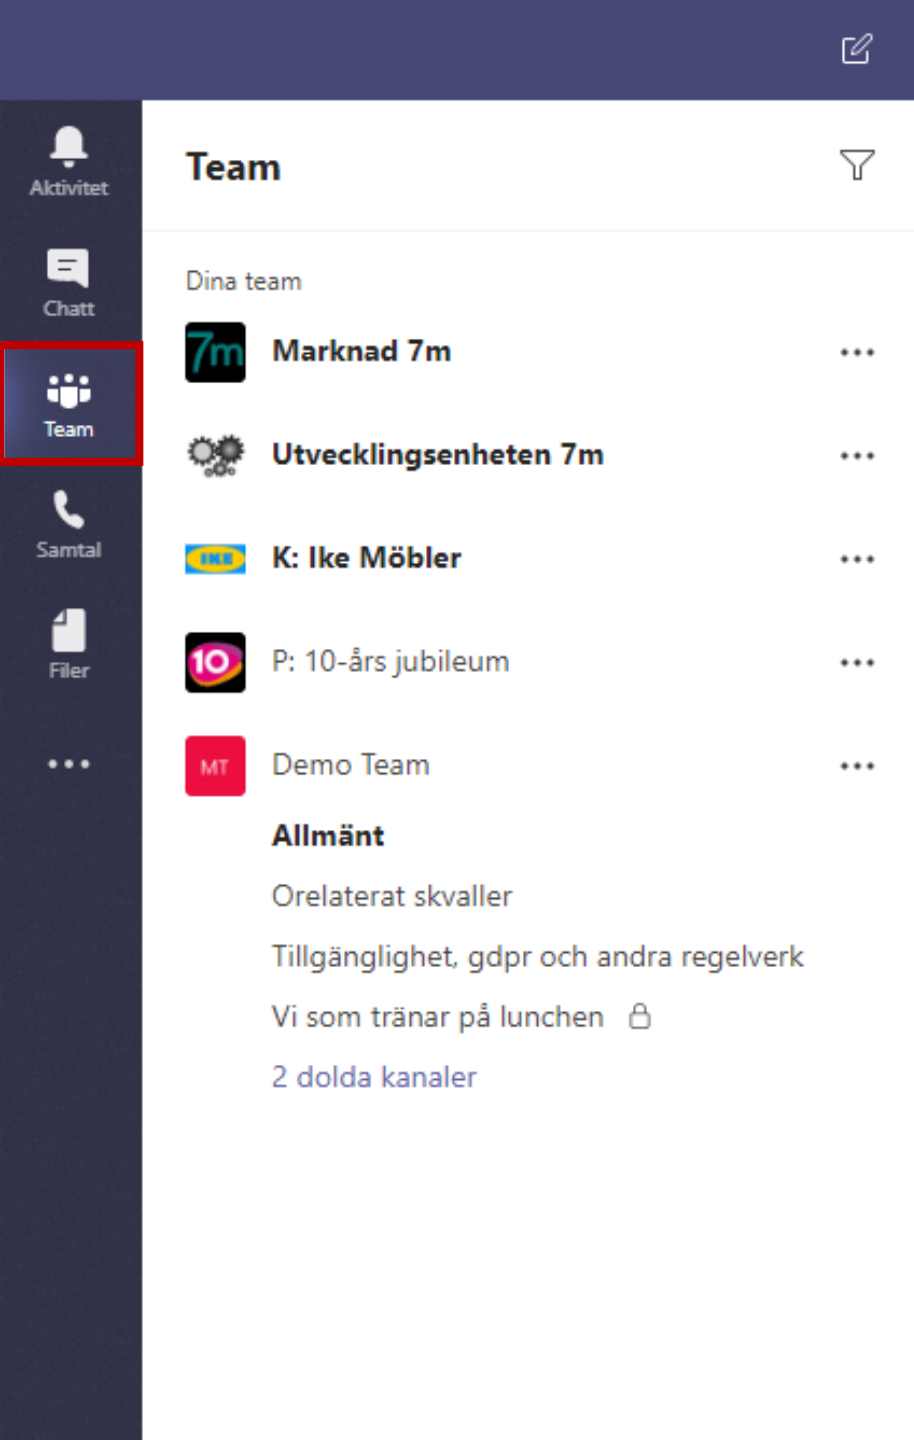 Aktivitet
Chatt
Team
Samtal
Filer
Team
Dina team
7m
Marknad 7m
Utvecklingsenheten 7m
IKE
K: Ike Möbler
10
P: 10-års jubileum
MT
Demo Team
Allmänt
Orelaterat skvaller
Tillgänglighet, gdpr och andra regelverk
Vi som tränar på lunchen
2 dolda kanaler